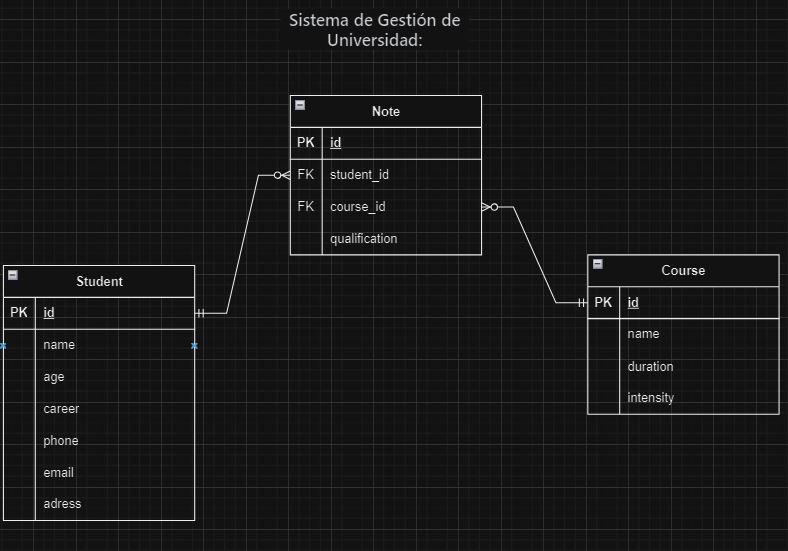 Sistema de Gestión de
Universidad:
Note
PK id
FK student_id
FK course_id
qualification
Student
PK id
name
age
career
phone
email
adress
Course
PK id
name
duration
intensity